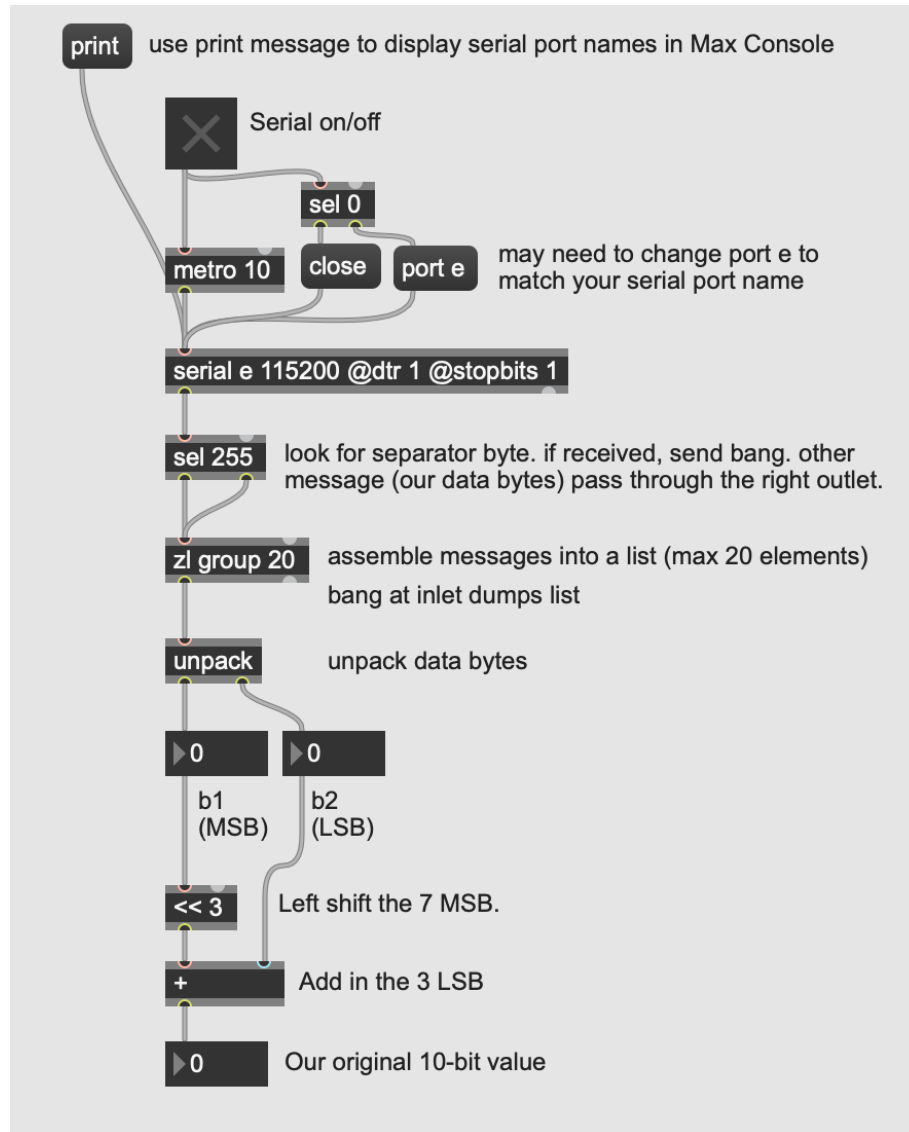 print
use print message to display serial port names in Max Console
Serial on/off
sel 0
metro 10
close
port e
may need to change port e to
match your serial port name
serial e 115200 @dtr 1 @stopbits 1
sel 255
look for separator byte. if received, send bang. other
message (our data bytes) pass through the right outlet.
zl group 20
assemble messages into a list (max 20 elements)
bang at inlet dumps list
unpack
unpack data bytes
0
0
b1
(MSB)
b2
(LSB)
<< 3
Left shift the 7 MSB.
+
Add in the 3 LSB
0
Our original 10-bit value